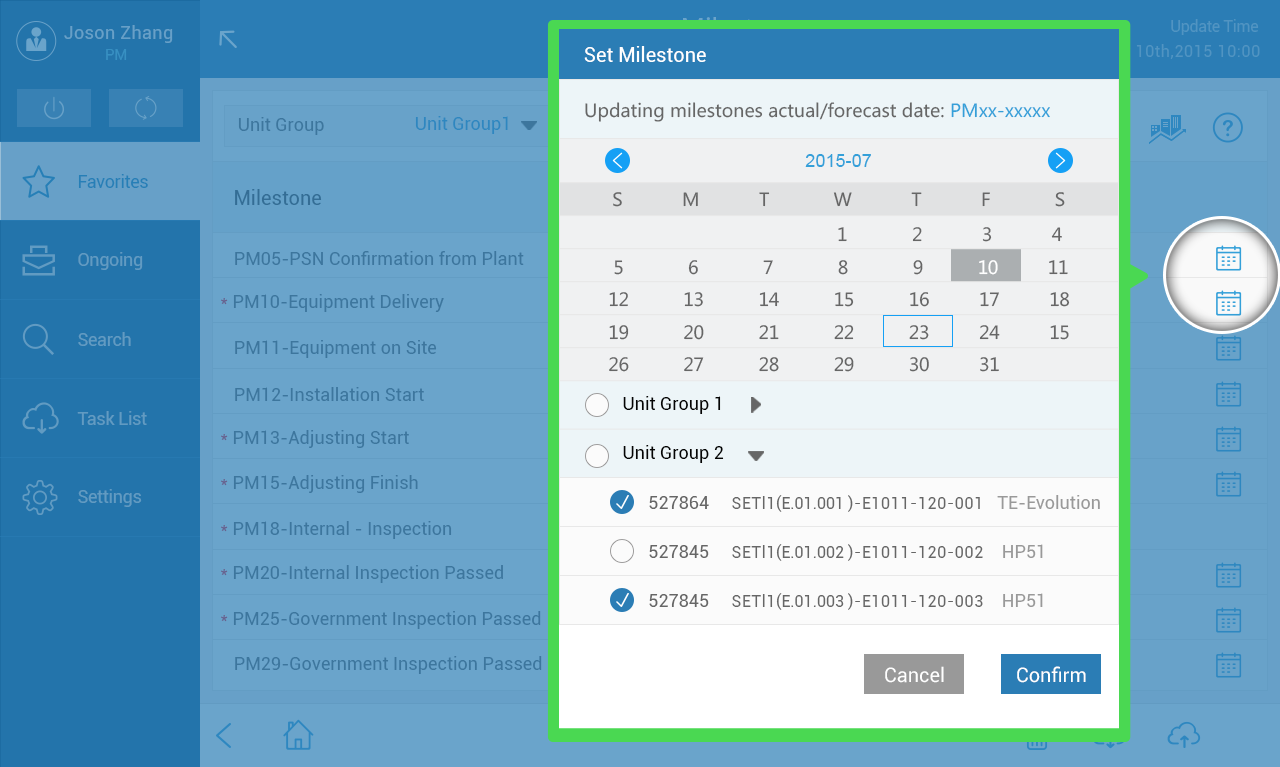 Joson Zhang
PM
Update Time
10th,2015 10:00
Unit Group
Unit Group1
Favorites
Milestone
PM05-PSN Confirmation from Plant
Ongoing
* PM10-Equipment Delivery
Search
PM11-Equipment on Site
PM12-Installation Start
Task List
* PM13-Adjusting Start
* PM15-Adjusting Finish
Settings
* PM18-Internal - Inspection
* PM20-Internal Inspection Passed
* PM25-Government Inspection Passed
PM29-Government Inspection Passed
Set Milestone
Updating milestones actual/forecast date: PMxx-xxxxx
2015-07
S M T W T F S
1 2 3 4
5 6 7 8 9 10 11
12 13 14 15 16 17 18
19 20 21 22 23 24 15
26 27 28 29 30 31
Unit Group 1
Unit Group 2
527864 SETl1(E.01.001 )-E1011-120-001 TE-Evolution
527845 SETl1(E.01.002 )-E1011-120-002 HP51
527845 SETl1(E.01.003 )-E1011-120-003 HP51
Cancel Confirm
?